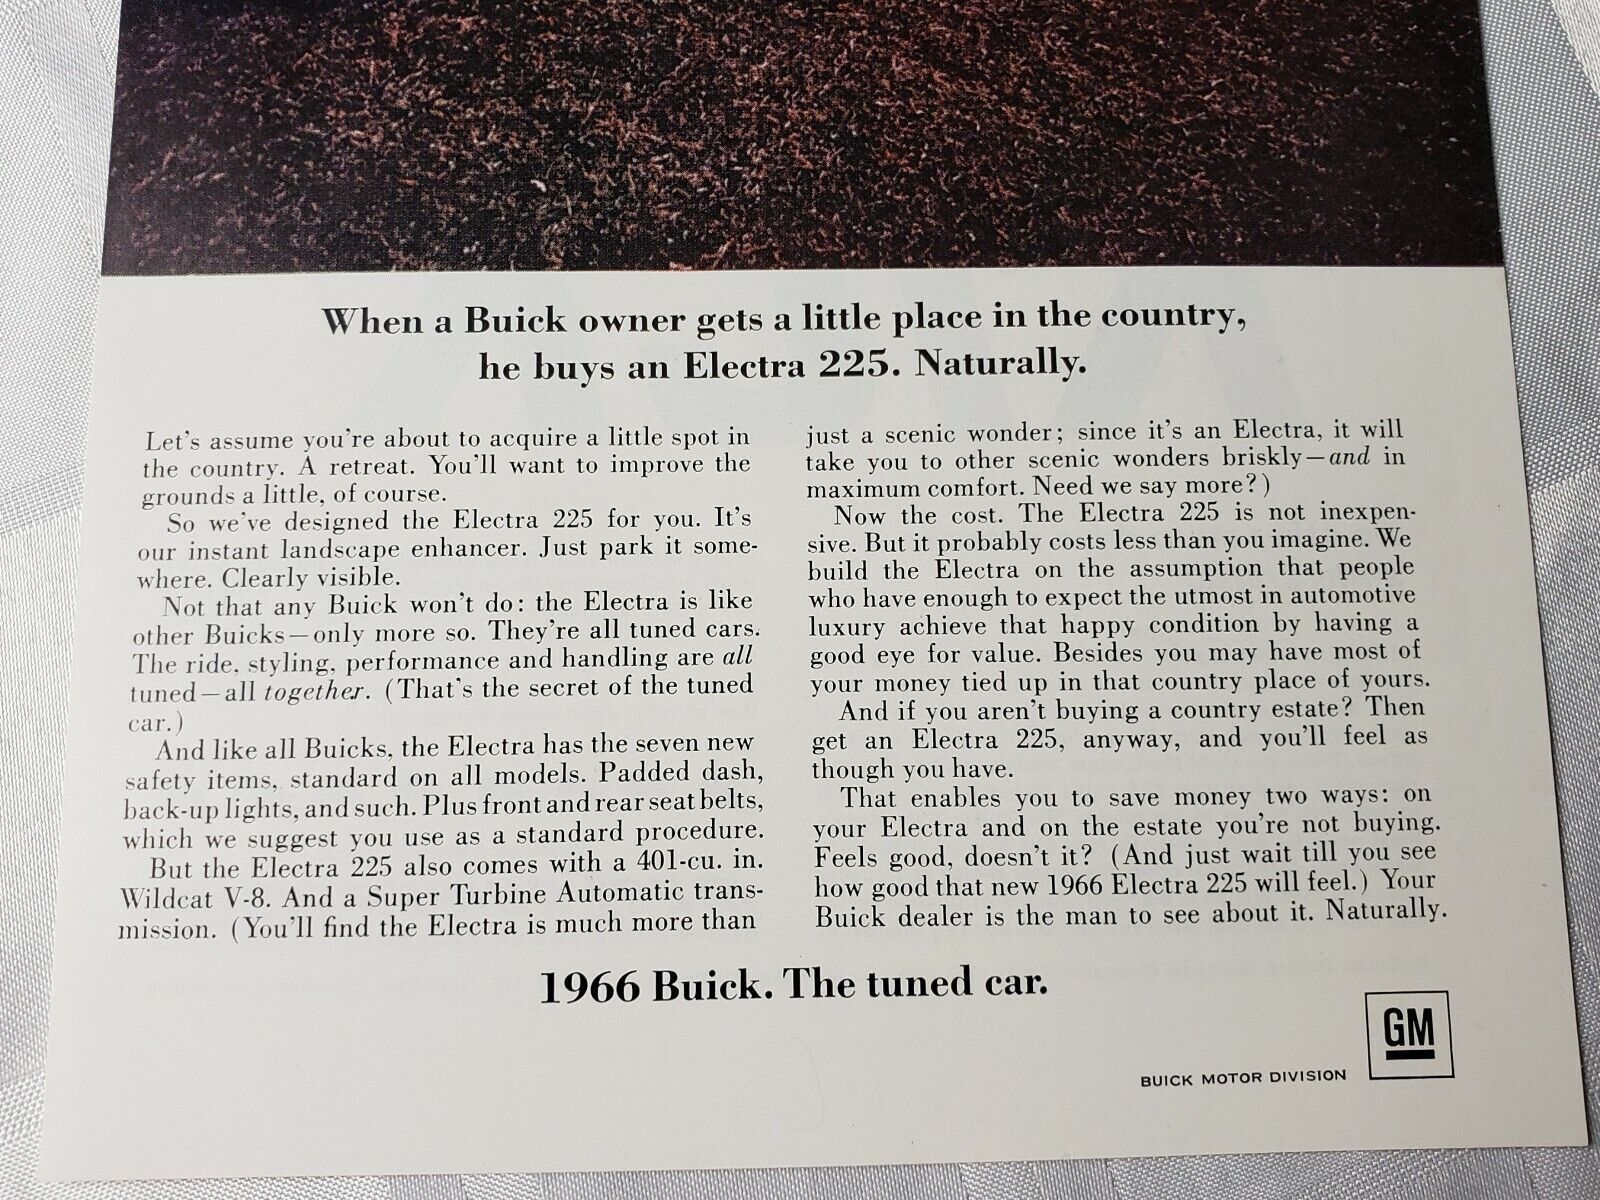 When a Buick owner gets a little place in the country,
he buys an Electra 225. Naturally.
Let's assume you're about to acquire a little spot in
the country. A retreat. You'll want to improve the
grounds a little, of course.
So we've designed the Electra 225 for you. It's
our instant landscape enhancer. Just park it some-
where. Clearly visible.
Not that any Buick won't do: the Electra is like
other Buicks—only more so. They're all tuned cars.
The ride, styling, performance and handling are all
tuned—all together. (That's the secret of the tuned
car.)
And like all Buicks, the Electra has the seven new
safety items, standard on all models. Padded dash,
back-up lights, and such. Plus front and rear seat belts,
which we suggest you use as a standard procedure.
But the Electra 225 also comes with a 401-cu. in.
Wildcat V-8. And a Super Turbine Automatic trans-
mission. (You'll find the Electra is much more than
just a scenic wonder; since it's an Electra, it will
take you to other scenic wonders briskly—and in
maximum comfort. Need we say more?)
Now the cost. The Electra 225 is not inexpen-
sive. But it probably costs less than you imagine. We
build the Electra on the assumption that people
who have enough to expect the utmost in automotive
luxury achieve that happy condition by having a
good eye for value. Besides you may have most of
your money tied up in that country place of yours.
And if you aren't buying a country estate? Then
get an Electra 225, anyway, and you'll feel as
though you have.
That enables you to save money two ways: on
your Electra and on the estate you're not buying.
Feels good, doesn't it? (And just wait till you see
how good that new 1966 Electra 225 will feel.) Your
Buick dealer is the man to see about it. Naturally.
1966 Buick. The tuned car.
GM
BUICK MOTOR DIVISION